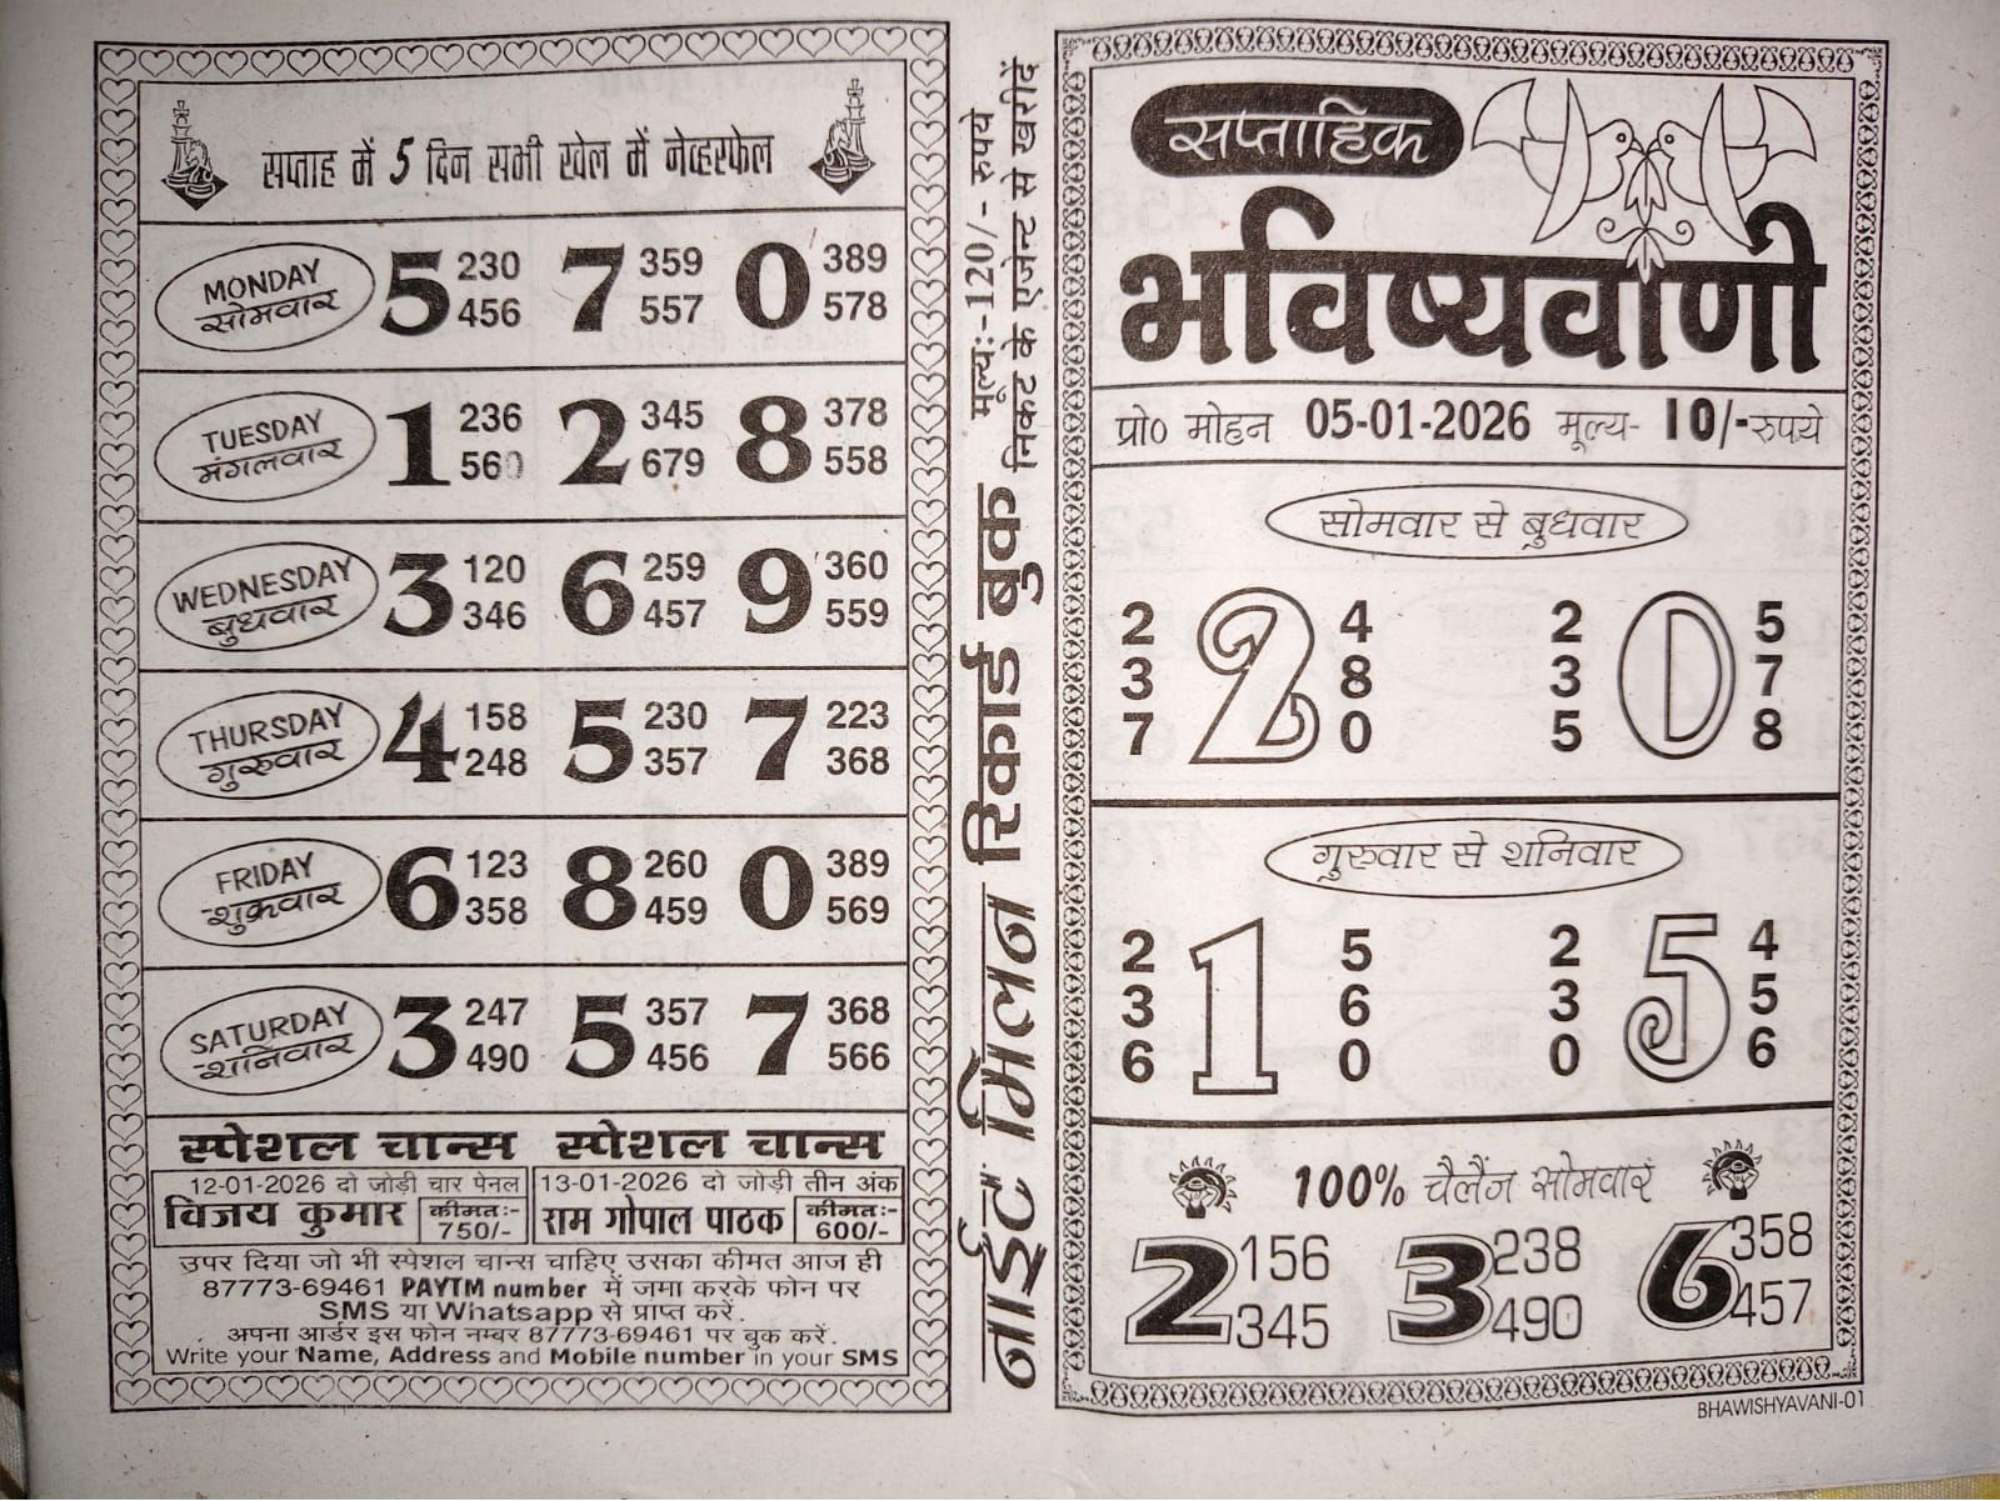 सप्ताह में 5 दिन सभी खेल में नेव्हरफेल
MONDAY
सोमवार
5 230 456 7 359 557 0 389 578
TUESDAY
मंगलवार
1 236 560 2 345 679 8 378 558
WEDNESDAY
बुधवार
3 120 346 6 259 457 9 360 559
THURSDAY
गुरुवार
4 158 248 5 230 357 7 223 368
FRIDAY
शुक्रवार
6 123 358 8 260 459 0 389 569
SATURDAY
शनिवार
3 247 490 5 357 456 7 368 566
स्पेशल चान्स स्पेशल चान्स
12-01-2026 दो जोड़ी चार पेनल
विजय कुमार कीमतः- 750/-
13-01-2026 दो जोड़ी तीन अंक
राम गोपाल पाठक कीमतः- 600/-
उपर दिया जो भी स्पेशल चान्स चाहिए उसका कीमत आज ही
87773-69461 PAYTM number में जमा करके फोन पर
SMS या Whatsapp से प्राप्त करें.
अपना आर्डर इस फोन नम्बर 87773-69461 पर बुक करें.
Write your Name, Address and Mobile number in your SMS
नाईट मिलन रिकार्ड बुक
मूल्यः-120/- रुपये
निकट के एजेन्ट से खरीदें
सप्ताहिक
भविष्यवाणी
प्रो० मोहन 05-01-2026 मूल्य- 10/-रुपये
सोमवार से बुधवार
2 4 2 5
3 2 8 3 0 7
7 0 5 8
गुरुवार से शनिवार
2 5 2 4
3 1 6 3 5 5
6 0 0 6
100% चैलेंज सोमवार
2 156 345 3 238 490 6 358 457
BHAWISHYAVANI-01